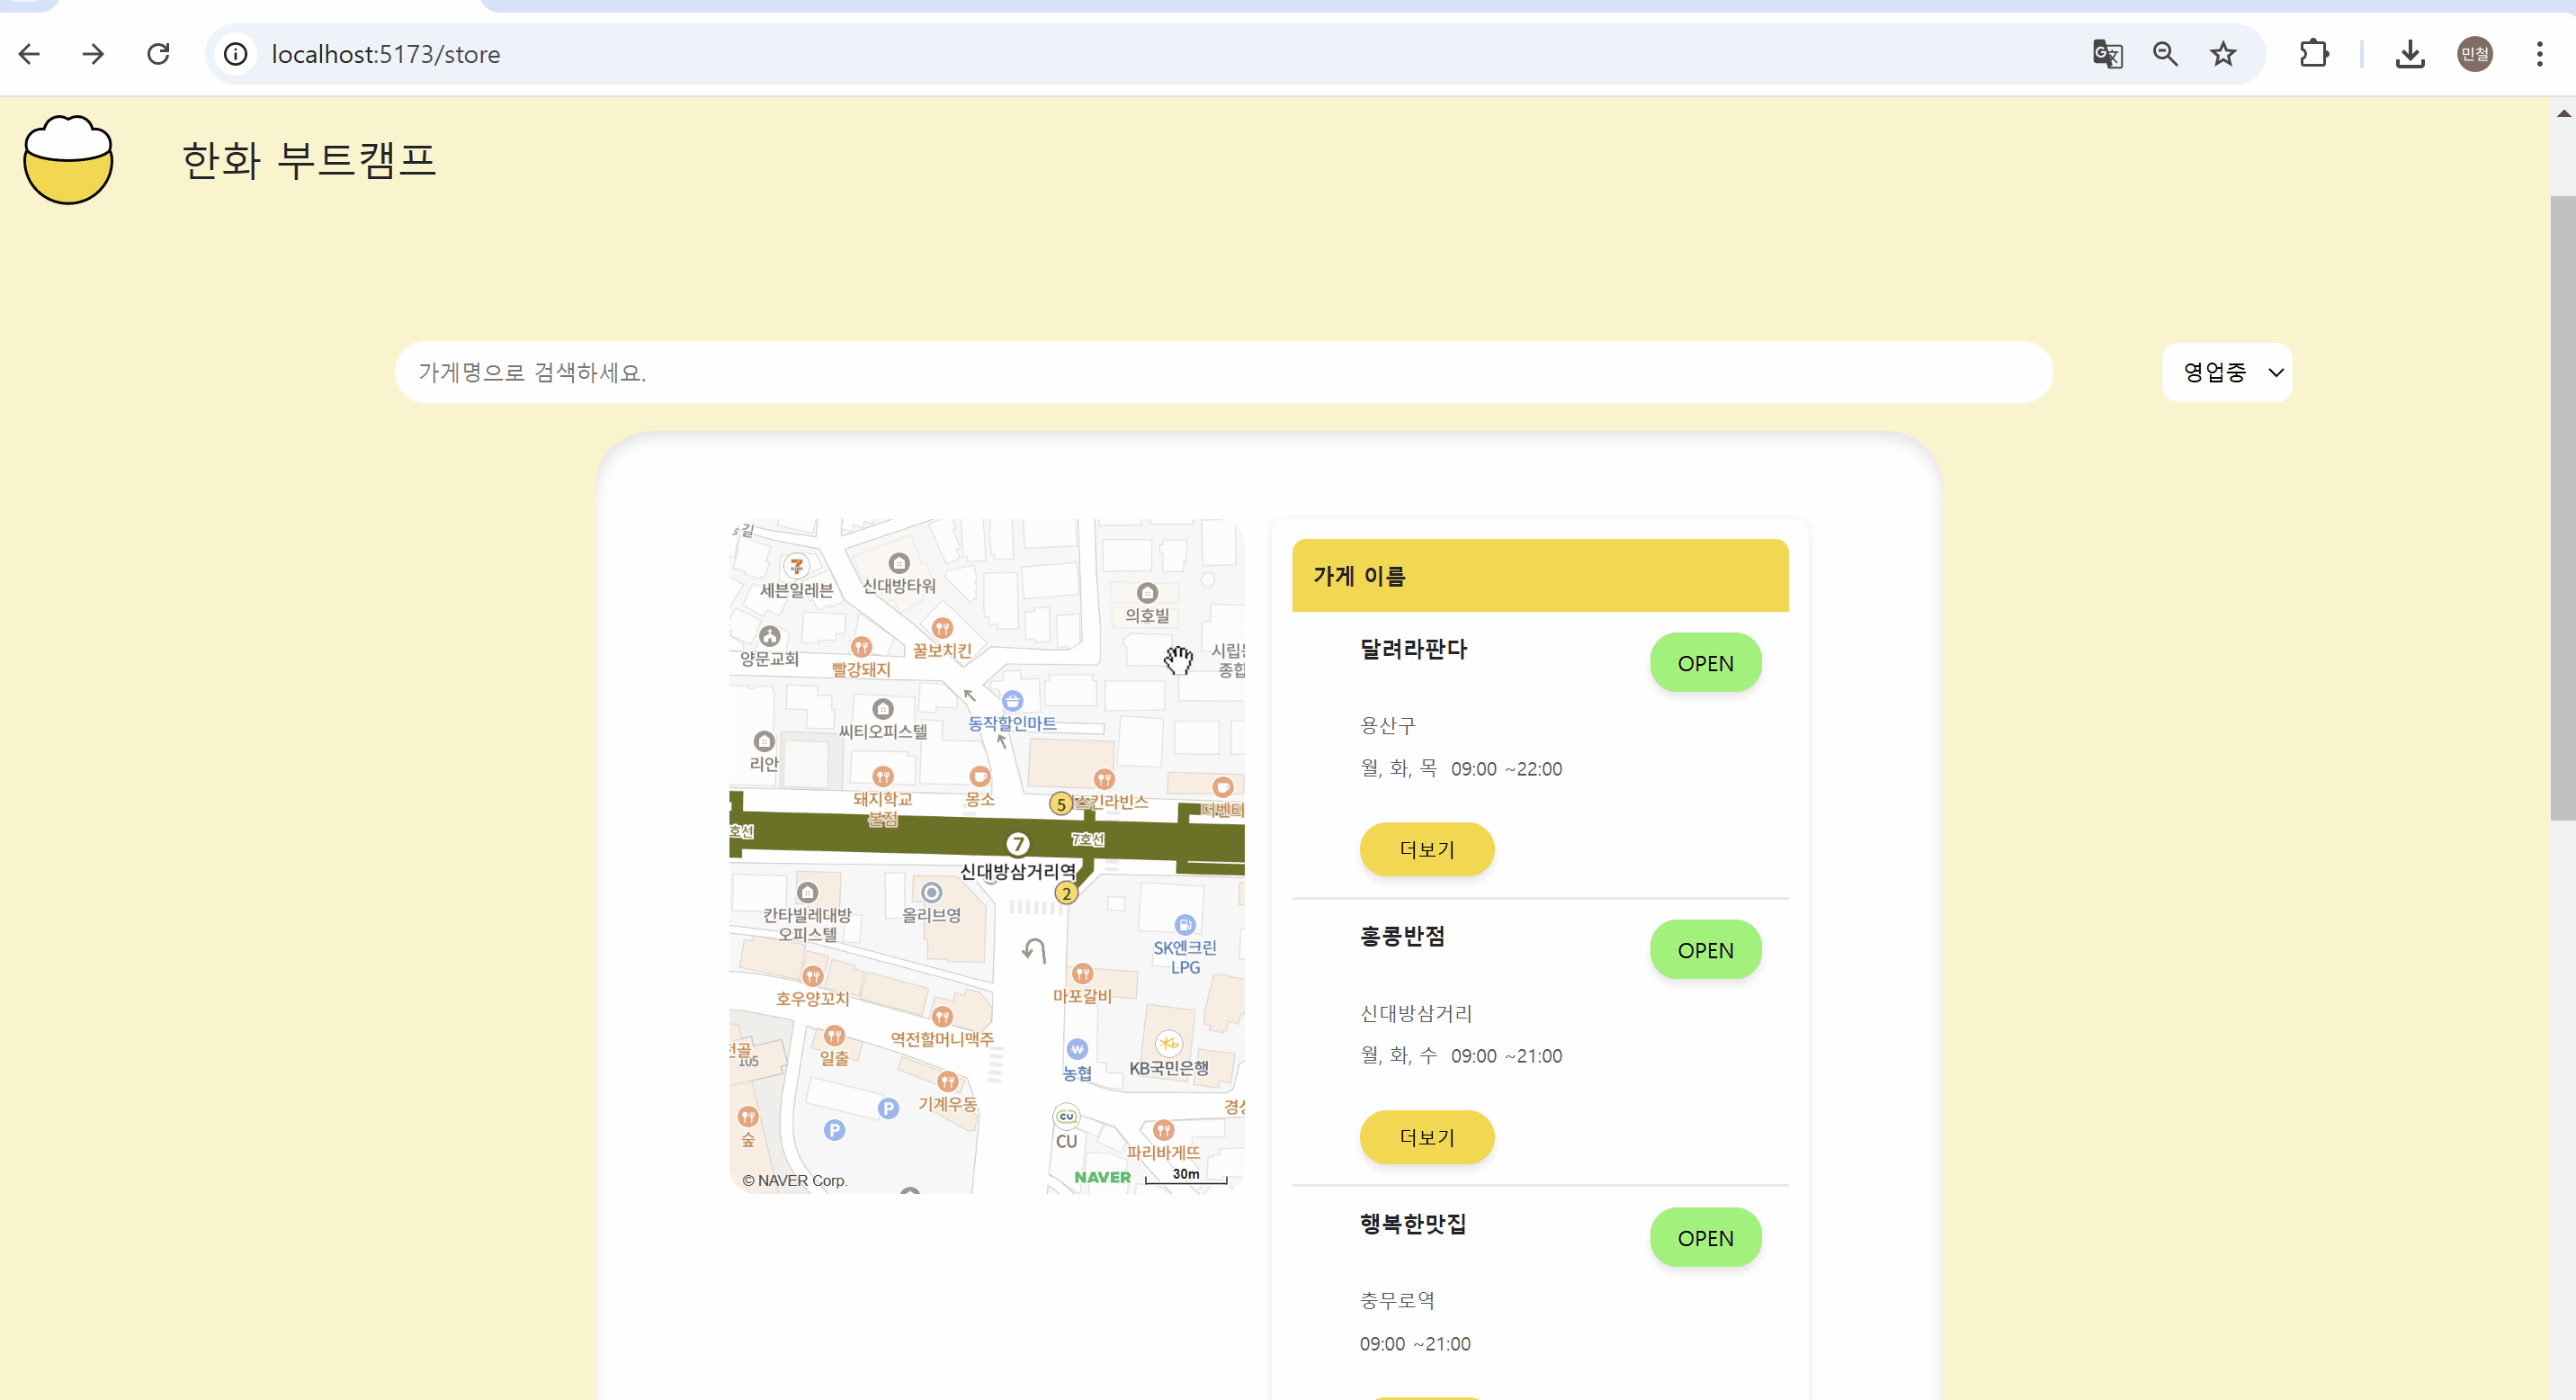 localhost:5173/store
민철
한화 부트캠프
가게명으로 검색하세요.
영업중
길
세븐일레븐
신대방타워
의호빌
양문교회
빨강돼지
꿀보치킨
종합
리안
씨티오피스텔
동작할인마트
돼지학교
본점
몽소
5
스킨라빈스
더벤티
호선
7
7호선
신대방삼거리역
2
칸타빌레대방
오피스텔
올리브영
SK엔크린
LPG
호우양꼬치
마포갈비
역전할머니맥주
전골
105
일출
농협
KB국민은행
기계우동
P
P
숲
CU
CU
파리바게뜨
© NAVER Corp.
NAVER
30m
가게 이름
달려라판다
OPEN
용산구
월, 화, 목 09:00 ~22:00
더보기
홍콩반점
OPEN
신대방삼거리
월, 화, 수 09:00 ~21:00
더보기
행복한맛집
OPEN
충무로역
09:00 ~21:00